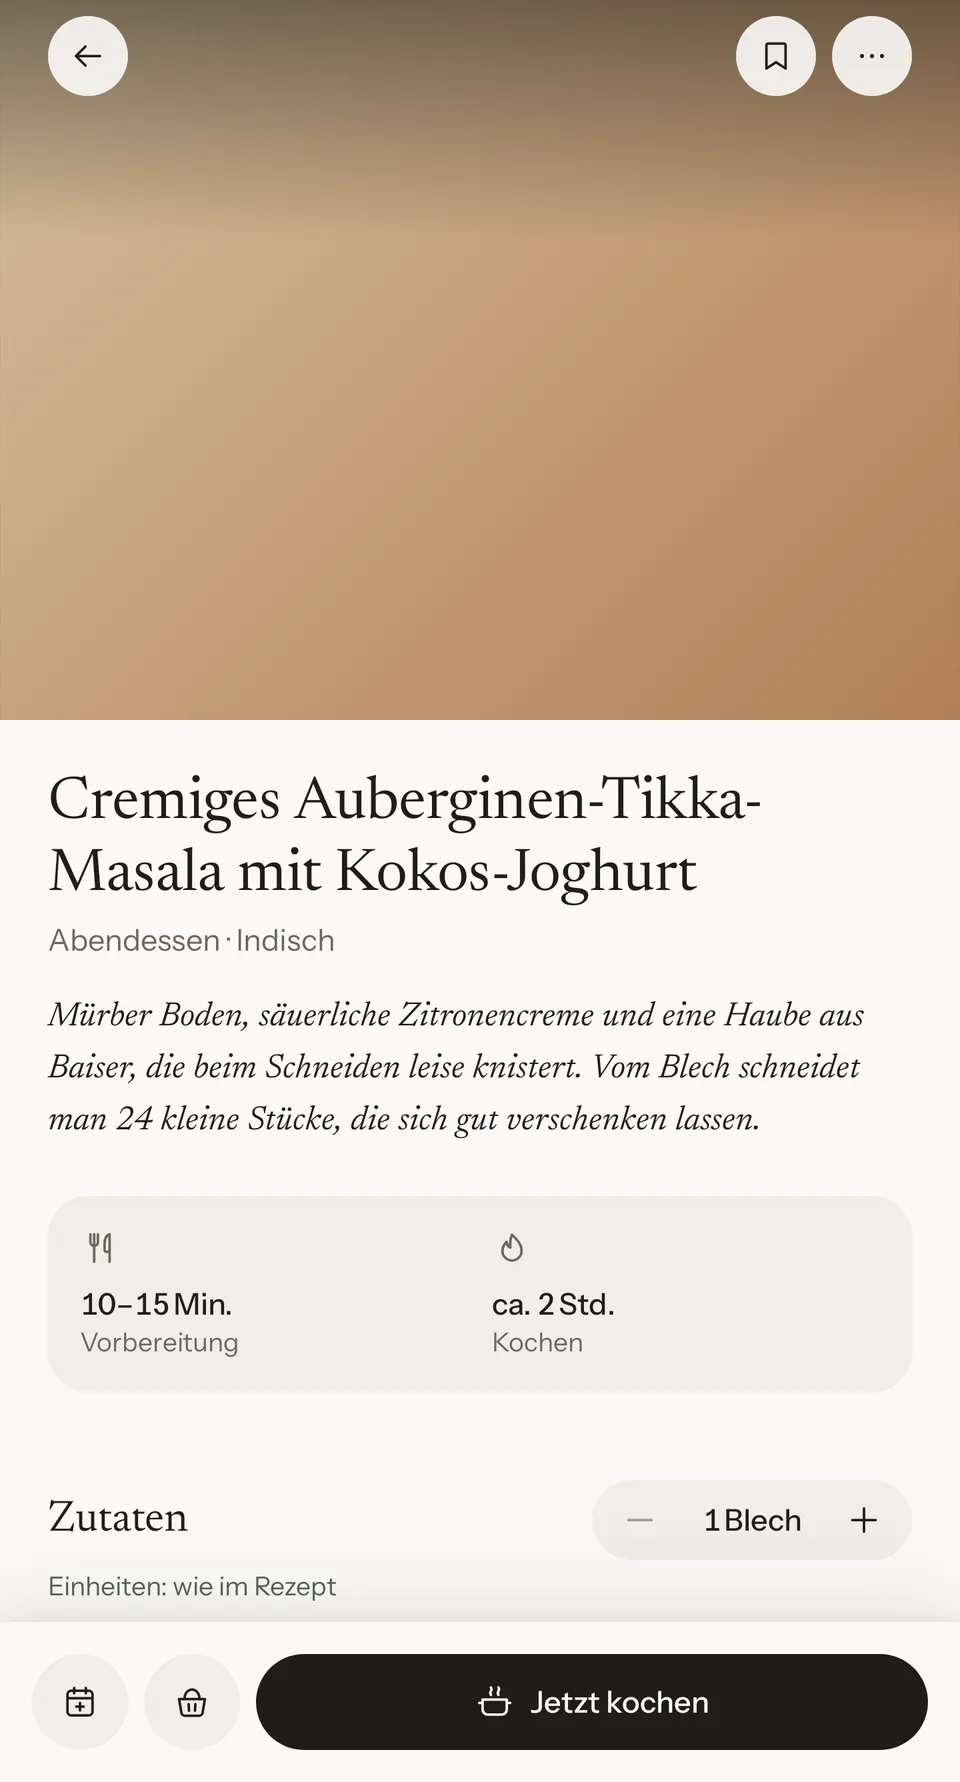 Cremiges Auberginen-Tikka-
Masala mit Kokos-Joghurt
Abendessen · Indisch
Mürber Boden, säuerliche Zitronencreme und eine Haube aus
Baiser, die beim Schneiden leise knistert. Vom Blech schneidet
man 24 kleine Stücke, die sich gut verschenken lassen.
10–15 Min.
Vorbereitung
ca. 2 Std.
Kochen
Zutaten
1 Blech
Einheiten: wie im Rezept
Jetzt kochen